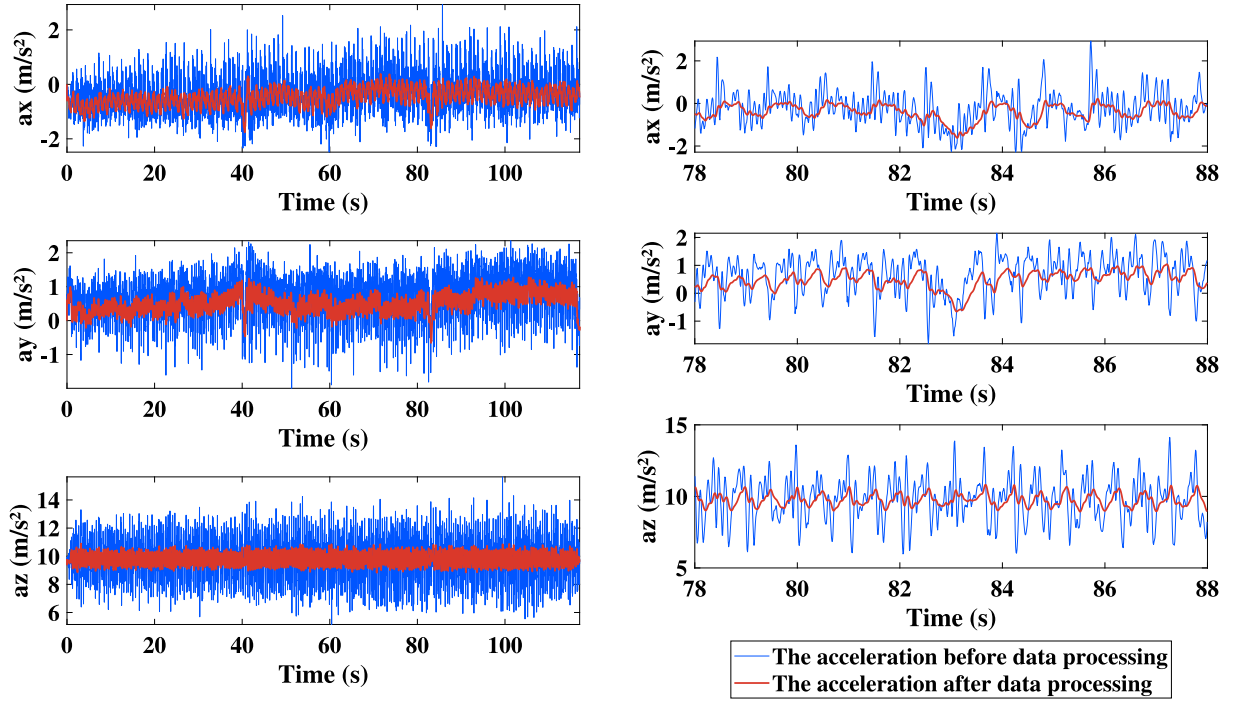 ax (m/s²)
2
0
-2
0 20 40 60 80 100
Time (s)
ay (m/s²)
2
1
0
-1
0 20 40 60 80 100
Time (s)
az (m/s²)
14
12
10
8
6
0 20 40 60 80 100
Time (s)
ax (m/s²)
2
0
-2
78 80 82 84 86 88
Time (s)
ay (m/s²)
2
1
0
-1
78 80 82 84 86 88
Time (s)
az (m/s²)
15
10
5
78 80 82 84 86 88
Time (s)
The acceleration before data processing
The acceleration after data processing